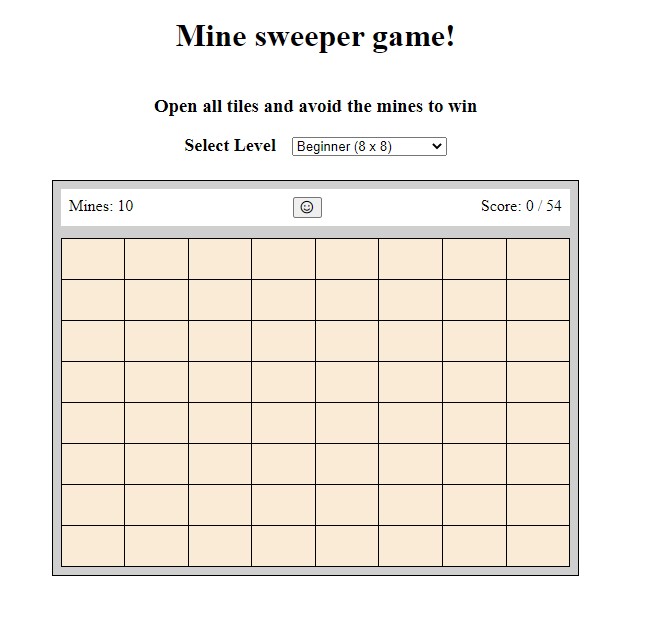 Mine sweeper game!
Open all tiles and avoid the mines to win
Select Level Beginner (8 x 8)
Mines: 10 Score: 0 / 54